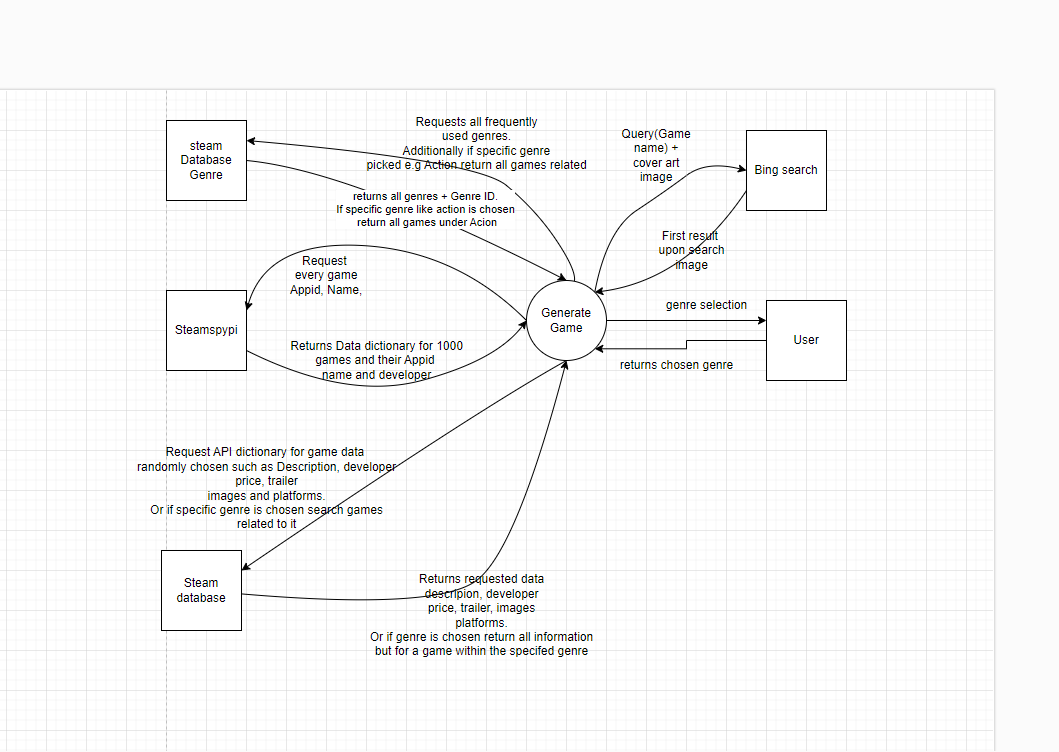 steam
Database
Genre
Requests all frequently
used genres.
Additionally if specific genre
picked e.g Action return all games related
returns all genres + Genre ID.
If specific genre like action is chosen
return all games under Acion
Query(Game
name) +
cover art
image
Bing search
First result
upon search
image
Request
every game
Appid, Name,
Steamspypi
Returns Data dictionary for 1000
games and their Appid
name and developer
Generate
Game
genre selection
User
returns chosen genre
Request API dictionary for game data
randomly chosen such as Description, developer
price, trailer
images and platforms.
Or if specific genre is chosen search games
related to it
Steam
database
Returns requested data
descripion, developer
price, trailer, images
platforms.
Or if genre is chosen return all information
but for a game within the specifed genre